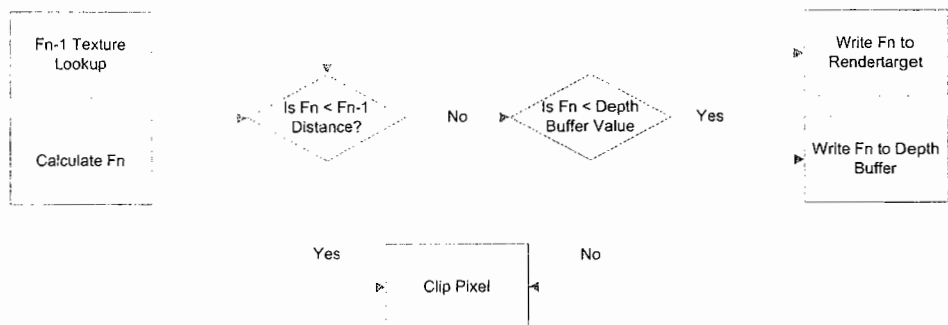 Fn-1 Texture
Lookup
Calculate Fn
Is Fn < Fn-1
Distance?
No
Is Fn < Depth
Buffer Value
Yes
Write Fn to
Rendertarget
Write Fn to Depth
Buffer
Yes
Clip Pixel
No